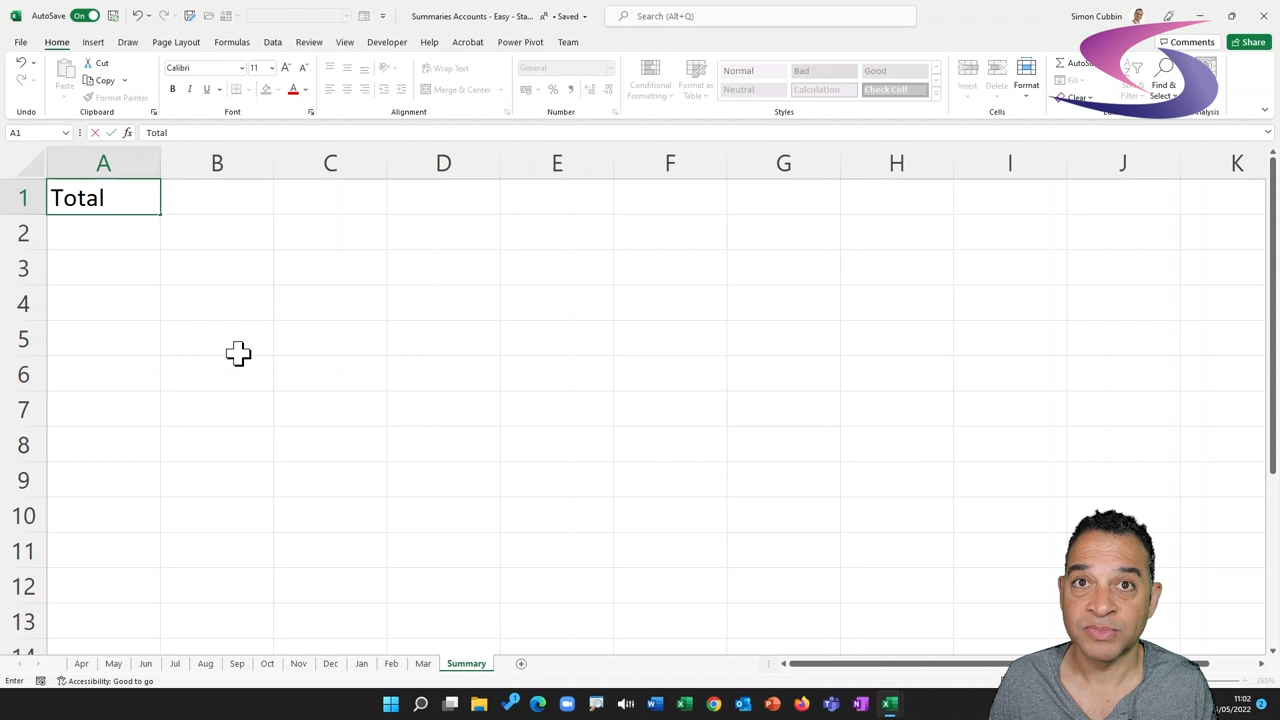 AutoSave On Summaries Accounts - Easy - Sta... • Saved Search (Alt+Q) Simon Cubbin
File Home Insert Draw Page Layout Formulas Data Review View Developer Help Acrobat Power Pivot Team Comments Share
Cut Calibri 11 Wrap Text General Normal Bad Good
Paste Copy Conditional Formatting Format as Table Insert Delete Format Fill Find & Select
Format Painter B I U Merge & Center Neutral Calculation Check Cell Clear
Undo Clipboard Font Alignment Number Styles Cells
A1 fx Total
A B C D E F G H I J K
1 Total
2
3
4
5
6
7
8
9
10
11
12
13
14
Apr May Jun Jul Aug Sep Oct Nov Dec Jan Feb Mar Summary
Enter Accessibility: Good to go 265%
11:02